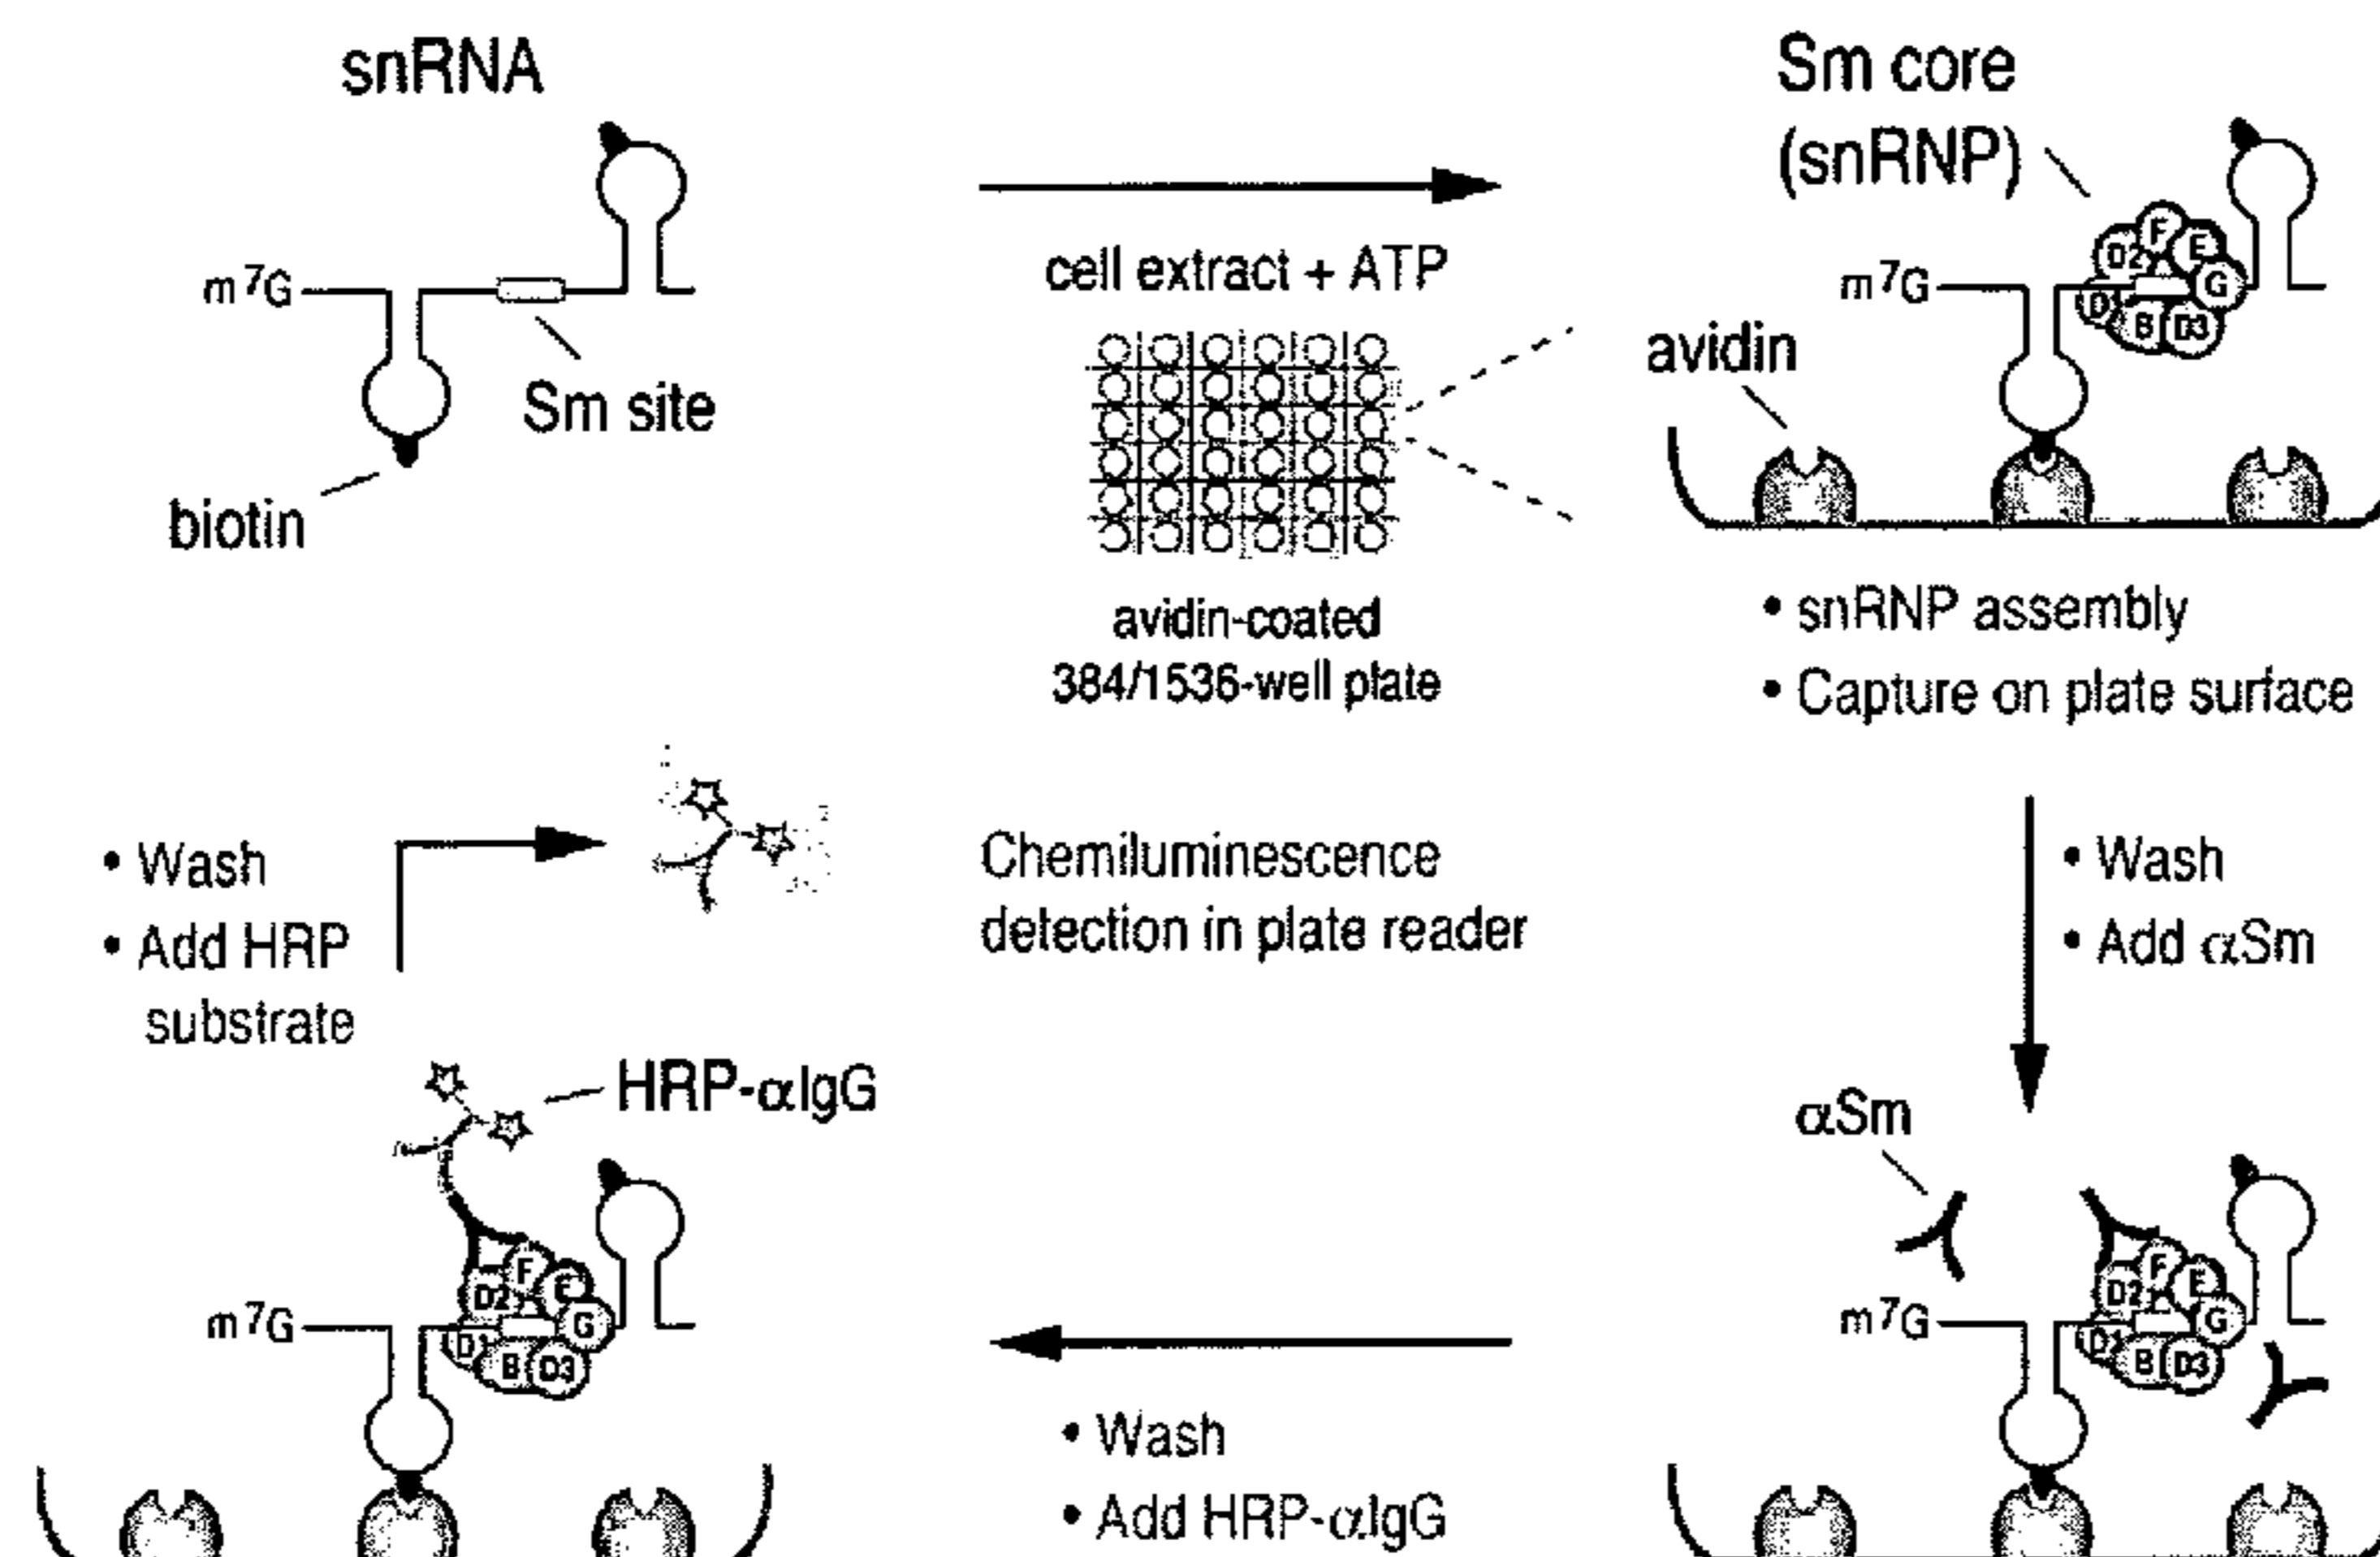 snRNA
m7G
Sm site
biotin
cell extract + ATP
avidin-coated
384/1536-well plate
Sm core
(snRNP)
D2
F
E
G
D3
B
m7G
avidin
• snRNP assembly
• Capture on plate surface
• Wash
• Add αSm
αSm
D2
F
E
G
D3
B
D1
m7G
• Wash
• Add HRP-αIgG
HRP-αIgG
D2
F
E
G
D3
B
D1
m7G
• Wash
• Add HRP
substrate
Chemiluminescence
detection in plate reader